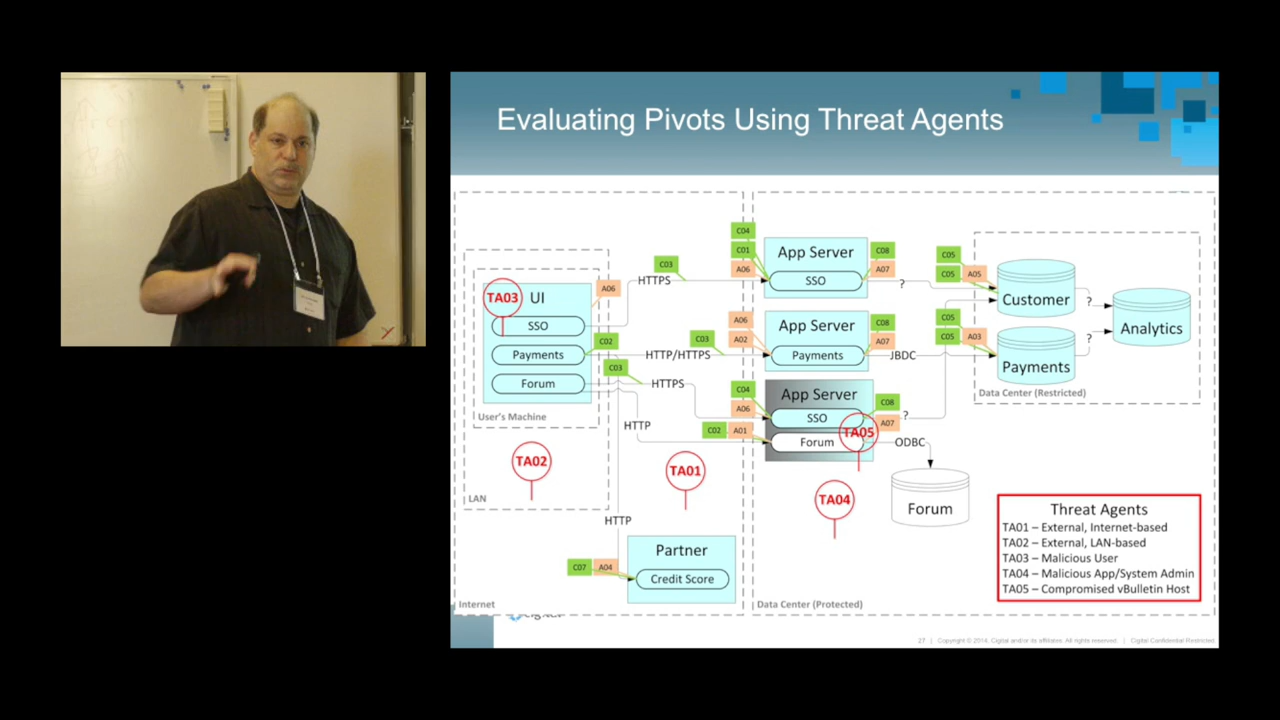 Evaluating Pivots Using Threat Agents
C04
C01
A06
C03
HTTPS
App Server
SSO
C08
A07
?
C05
C05
A05
Customer
?
Analytics
TA03
UI
A06
SSO
Payments
Forum
C02
C03
User's Machine
A06
A02
C03
HTTP/HTTPS
App Server
Payments
C08
A07
JBDC
C05
C05
A03
Payments
?
Data Center (Restricted)
HTTPS
HTTP
C04
A06
C02
A01
App Server
SSO
Forum
TA05
C08
A07
?
ODBC
Forum
TA02
LAN
TA01
TA04
HTTP
Partner
Credit Score
C07
A04
Internet
Data Center (Protected)
Threat Agents
TA01 – External, Internet-based
TA02 – External, LAN-based
TA03 – Malicious User
TA04 – Malicious App/System Admin
TA05 – Compromised vBulletin Host
27 | Copyright © 2014, Cigital and/or its affiliates. All rights reserved. | Cigital Confidential Restricted